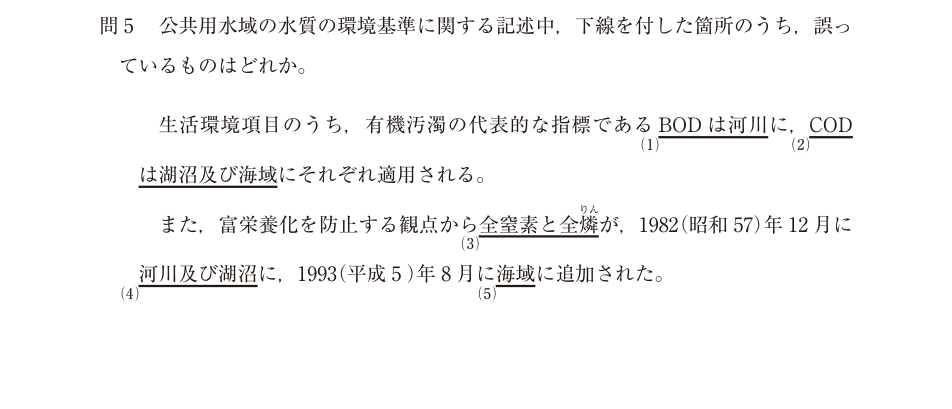 問5　公共用水域の水質の環境基準に関する記述中，下線を付した箇所のうち，誤っ
ているものはどれか。
生活環境項目のうち，有機汚濁の代表的な指標である BOD は河川に，COD
(1) (2)
は湖沼及び海域にそれぞれ適用される。
りん
また，富栄養化を防止する観点から全窒素と全燐が，1982(昭和 57)年 12 月に
(3)
河川及び湖沼に，1993(平成 5 )年 8 月に海域に追加された。
(4) (5)